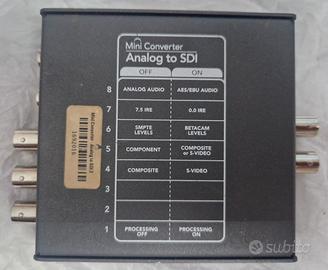 Mini Converter
Analog to SDI
OFF ON
8 ANALOG AUDIO AES/EBU AUDIO
7 7.5 IRE 0.0 IRE
6 SMPTE LEVELS BETACAM LEVELS
5 COMPONENT COMPOSITE or S-VIDEO
4 COMPOSITE S-VIDEO
3
2
1 PROCESSING OFF PROCESSING ON
Mini Converter
subito